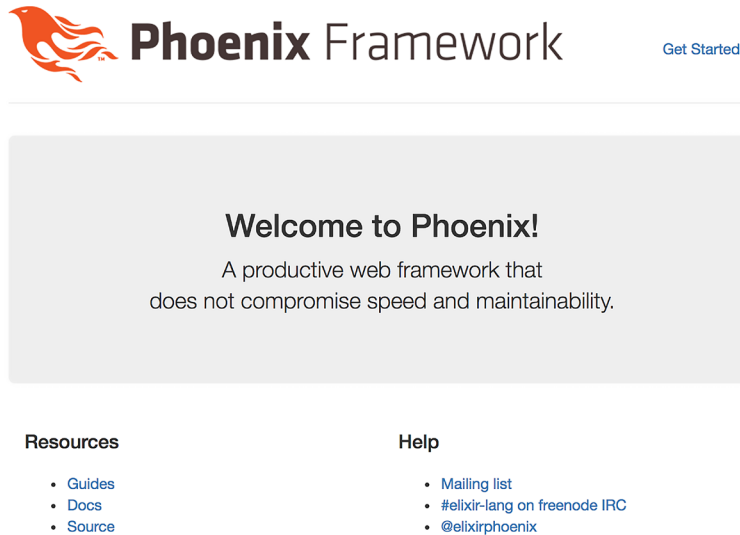 Phoenix Framework
TM
Get Started
Welcome to Phoenix!
A productive web framework that
does not compromise speed and maintainability.
Resources
Guides
Docs
Source
Help
Mailing list
#elixir-lang on freenode IRC
@elixirphoenix